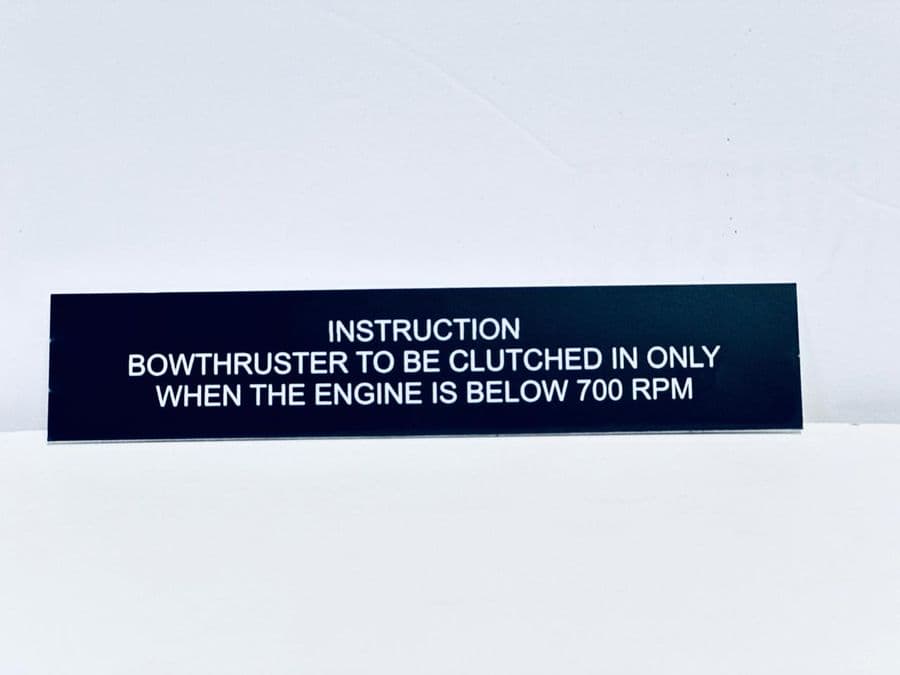 INSTRUCTION
BOWTHRUSTER TO BE CLUTCHED IN ONLY
WHEN THE ENGINE IS BELOW 700 RPM